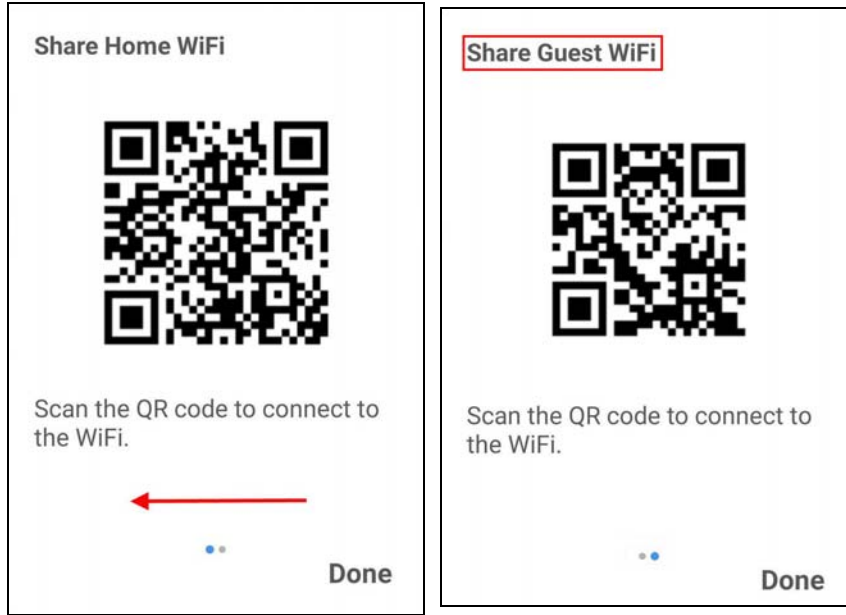 Share Home WiFi
Scan the QR code to connect to
the WiFi.
Done
Share Guest WiFi
Scan the QR code to connect to
the WiFi.
Done